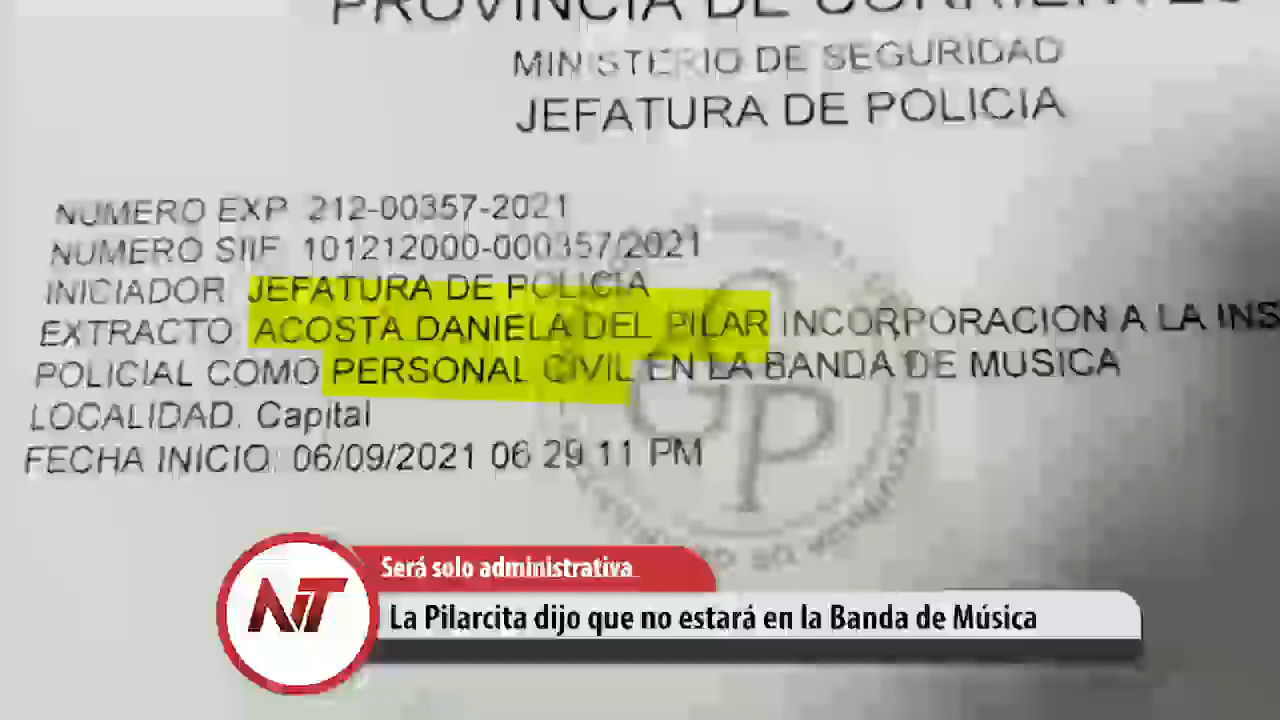 PROVINCIA DE CORRIENTES
MINISTERIO DE SEGURIDAD
JEFATURA DE POLICIA
NUMERO EXP 212-00357-2021
NUMERO SIIF 101212000-000357/2021
INICIADOR JEFATURA DE POLICIA
EXTRACTO ACOSTA DANIELA DEL PILAR INCORPORACION A LA INS
POLICIAL COMO PERSONAL CIVIL EN LA BANDA DE MUSICA
LOCALIDAD. Capital
FECHA INICIO 06/09/2021 06 29 11 PM
NT
Será solo administrativa
La Pilarcita dijo que no estará en la Banda de Música